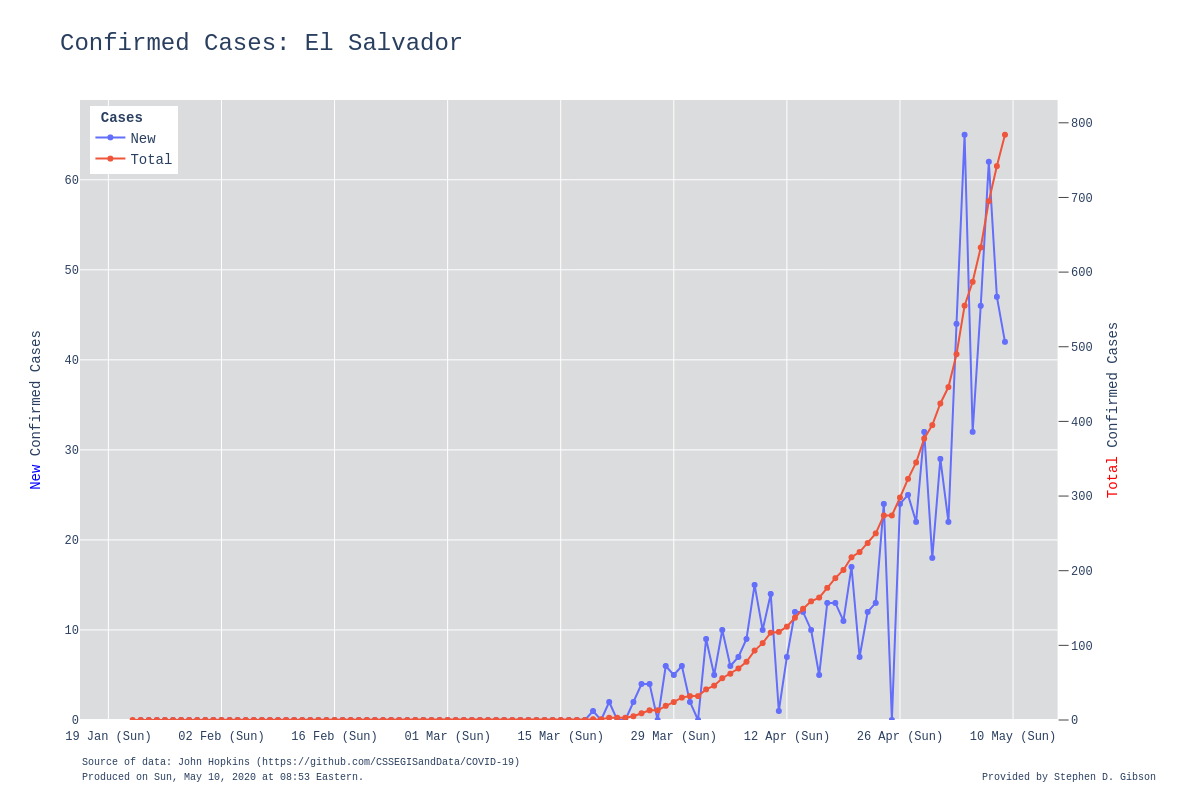 Confirmed Cases: El Salvador
Cases
New
Total
60
50
40
30
20
10
0
New Confirmed Cases
800
700
600
500
400
300
200
100
0
Total Confirmed Cases
19 Jan (Sun)
02 Feb (Sun)
16 Feb (Sun)
01 Mar (Sun)
15 Mar (Sun)
29 Mar (Sun)
12 Apr (Sun)
26 Apr (Sun)
10 May (Sun)
Source of data: John Hopkins (https://github.com/CSSEGISandData/COVID-19)
Produced on Sun, May 10, 2020 at 08:53 Eastern.
Provided by Stephen D. Gibson